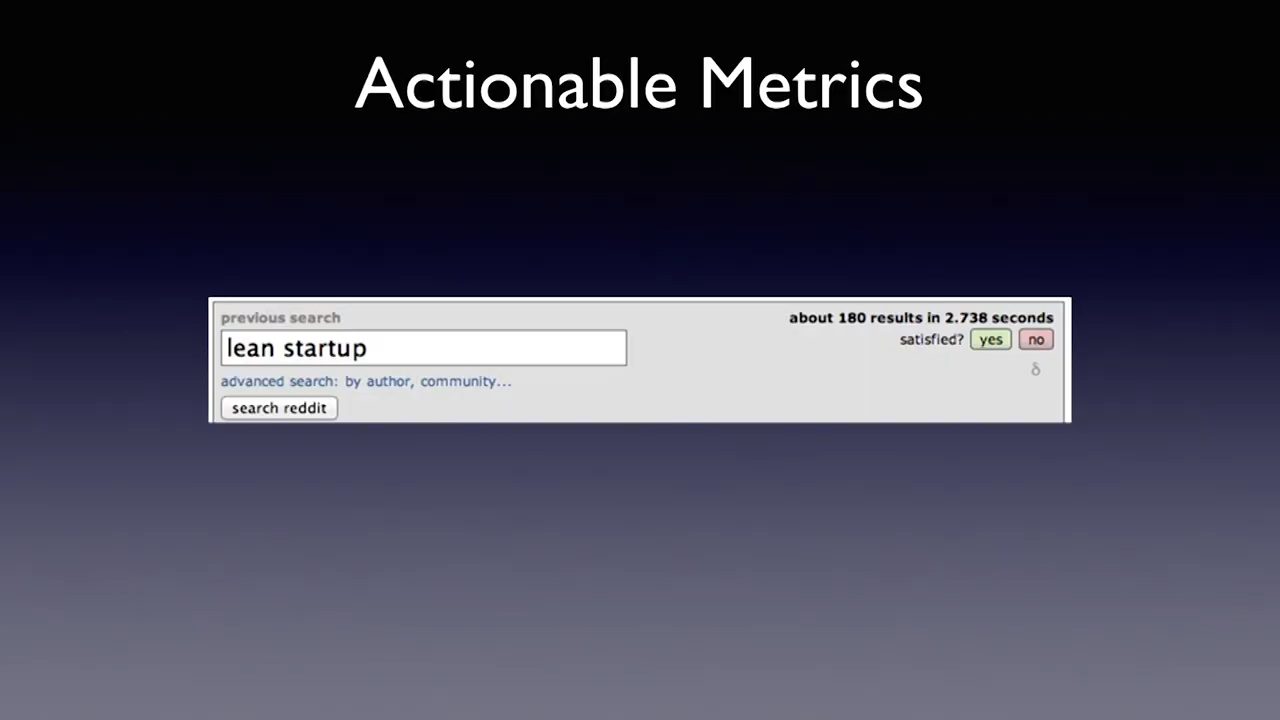 Actionable Metrics
previous search
about 180 results in 2.738 seconds
lean startup
satisfied? yes no
advanced search: by author, community...
δ
search reddit